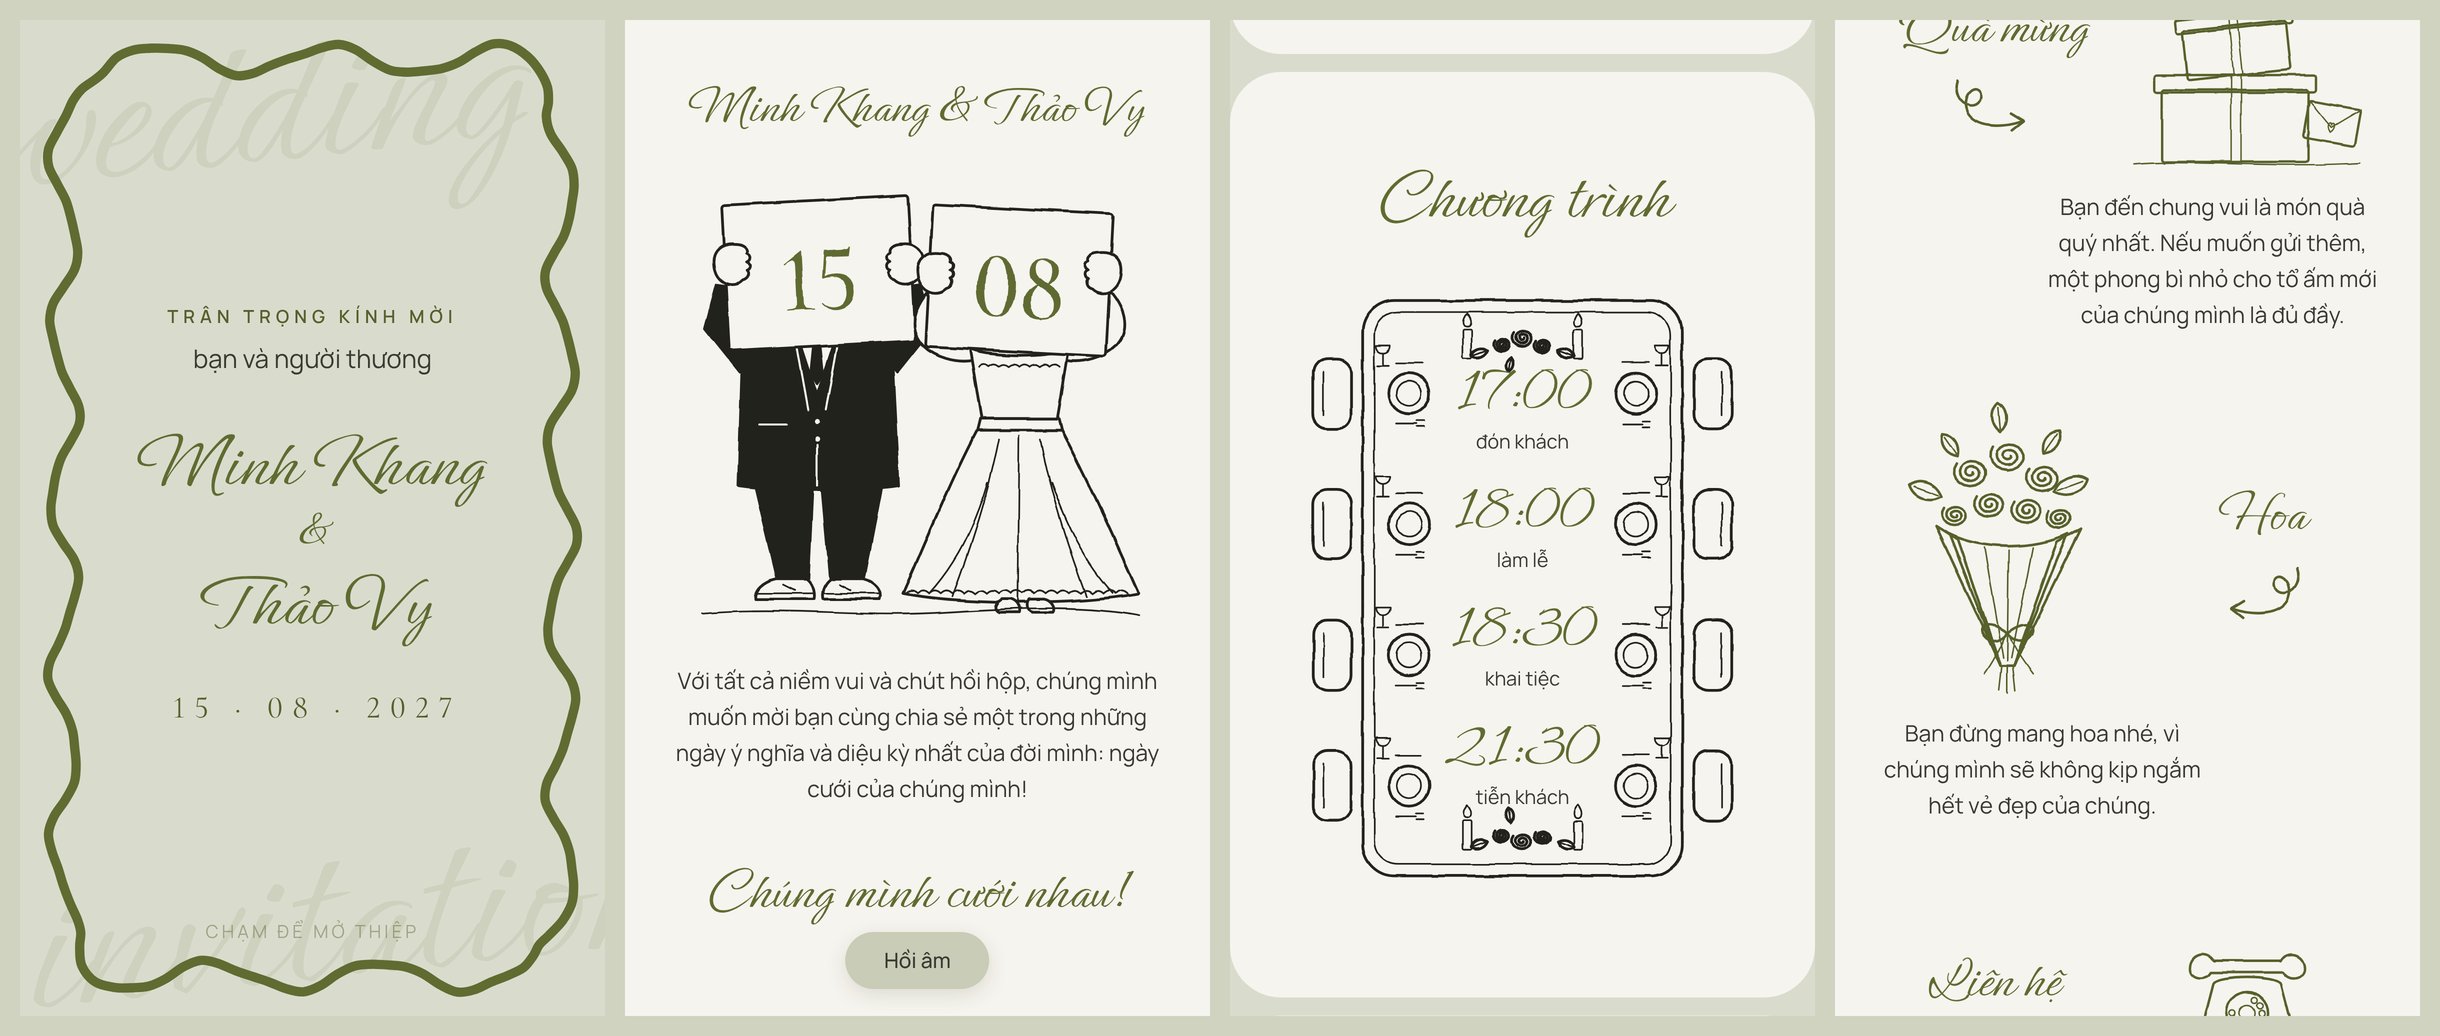 wedding
TRÂN TRỌNG KÍNH MỜI
bạn và người thương
Minh Khang
&
Thảo Vy
15 · 08 · 2027
invitation
CHẠM ĐỂ MỞ THIỆP
Minh Khang & Thảo Vy
15 08
Với tất cả niềm vui và chút hồi hộp, chúng mình
muốn mời bạn cùng chia sẻ một trong những
ngày ý nghĩa và diệu kỳ nhất của đời mình: ngày
cưới của chúng mình!
Chúng mình cưới nhau!
Hồi âm
Chương trình
17:00
đón khách
18:00
làm lễ
18:30
khai tiệc
21:30
tiễn khách
Quà mừng
Bạn đến chung vui là món quà
quý nhất. Nếu muốn gửi thêm,
một phong bì nhỏ cho tổ ấm mới
của chúng mình là đủ đầy.
Hoa
Bạn đừng mang hoa nhé, vì
chúng mình sẽ không kịp ngắm
hết vẻ đẹp của chúng.
Liên hệ